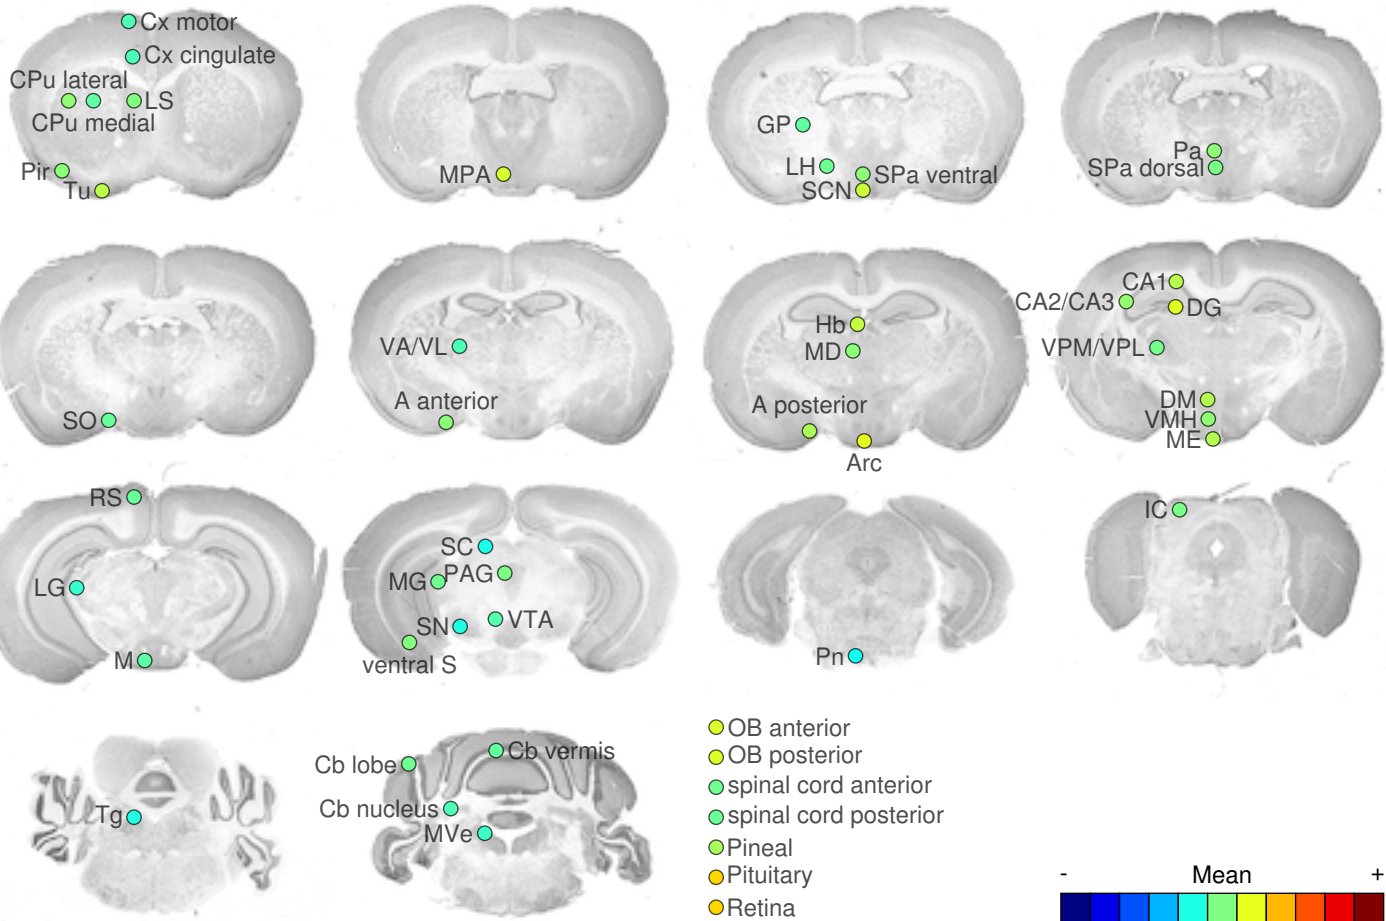 Cx motor
Cx cingulate
CPu lateral
LS
CPu medial
Pir
Tu
MPA
GP
LH
SPa ventral
SCN
Pa
SPa dorsal
SO
VA/VL
A anterior
Hb
MD
A posterior
Arc
CA1
CA2/CA3
DG
VPM/VPL
DM
VMH
ME
RS
LG
M
SC
MG
PAG
SN
VTA
ventral S
Pn
IC
Tg
Cb lobe
Cb vermis
Cb nucleus
MVe
OB anterior
OB posterior
spinal cord anterior
spinal cord posterior
Pineal
Pituitary
Retina
- Mean +